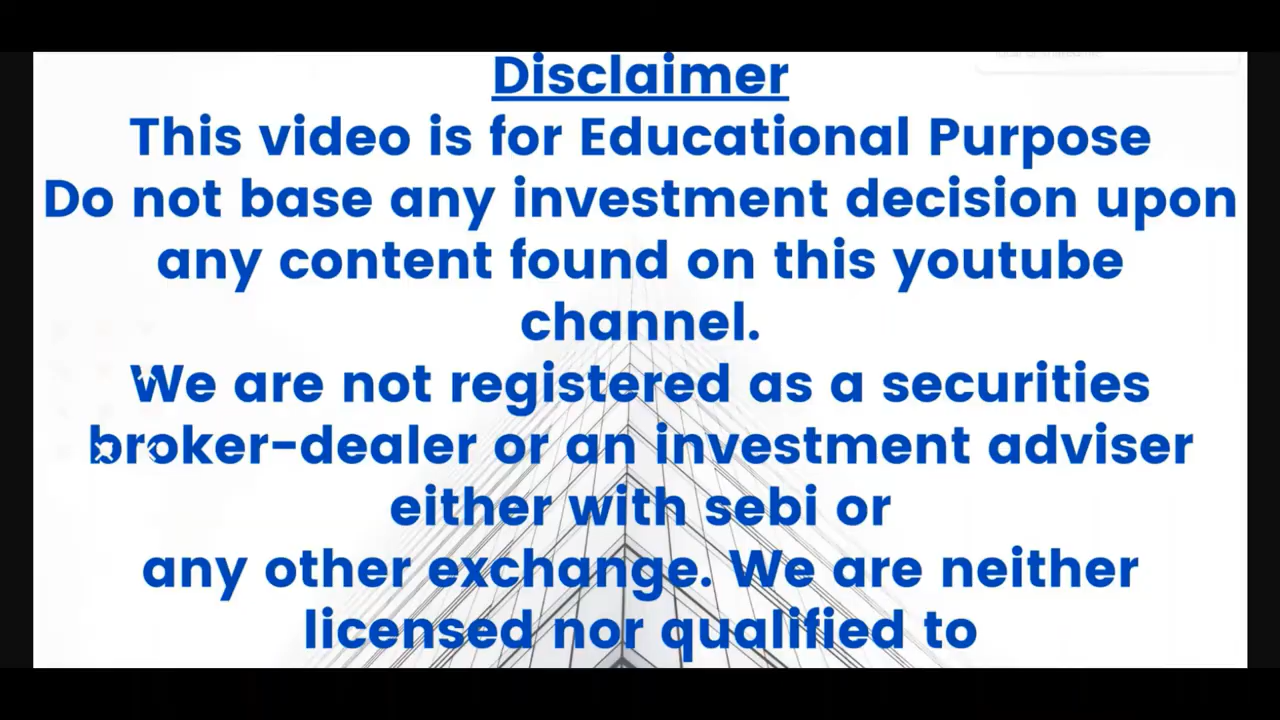 Disclaimer
This video is for Educational Purpose
Do not base any investment decision upon
any content found on this youtube
channel.
We are not registered as a securities
broker-dealer or an investment adviser
either with sebi or
any other exchange. We are neither
licensed nor qualified to